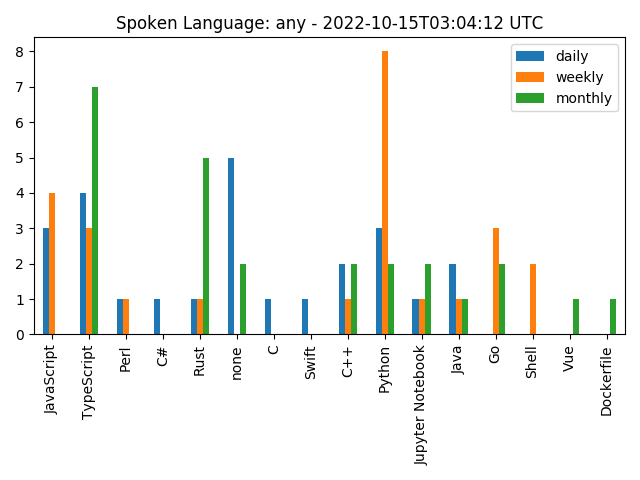 Spoken Language: any - 2022-10-15T03:04:12 UTC
daily
weekly
monthly
8
7
6
5
4
3
2
1
0
JavaScript
TypeScript
Perl
C#
Rust
none
C
Swift
C++
Python
Jupyter Notebook
Java
Go
Shell
Vue
Dockerfile